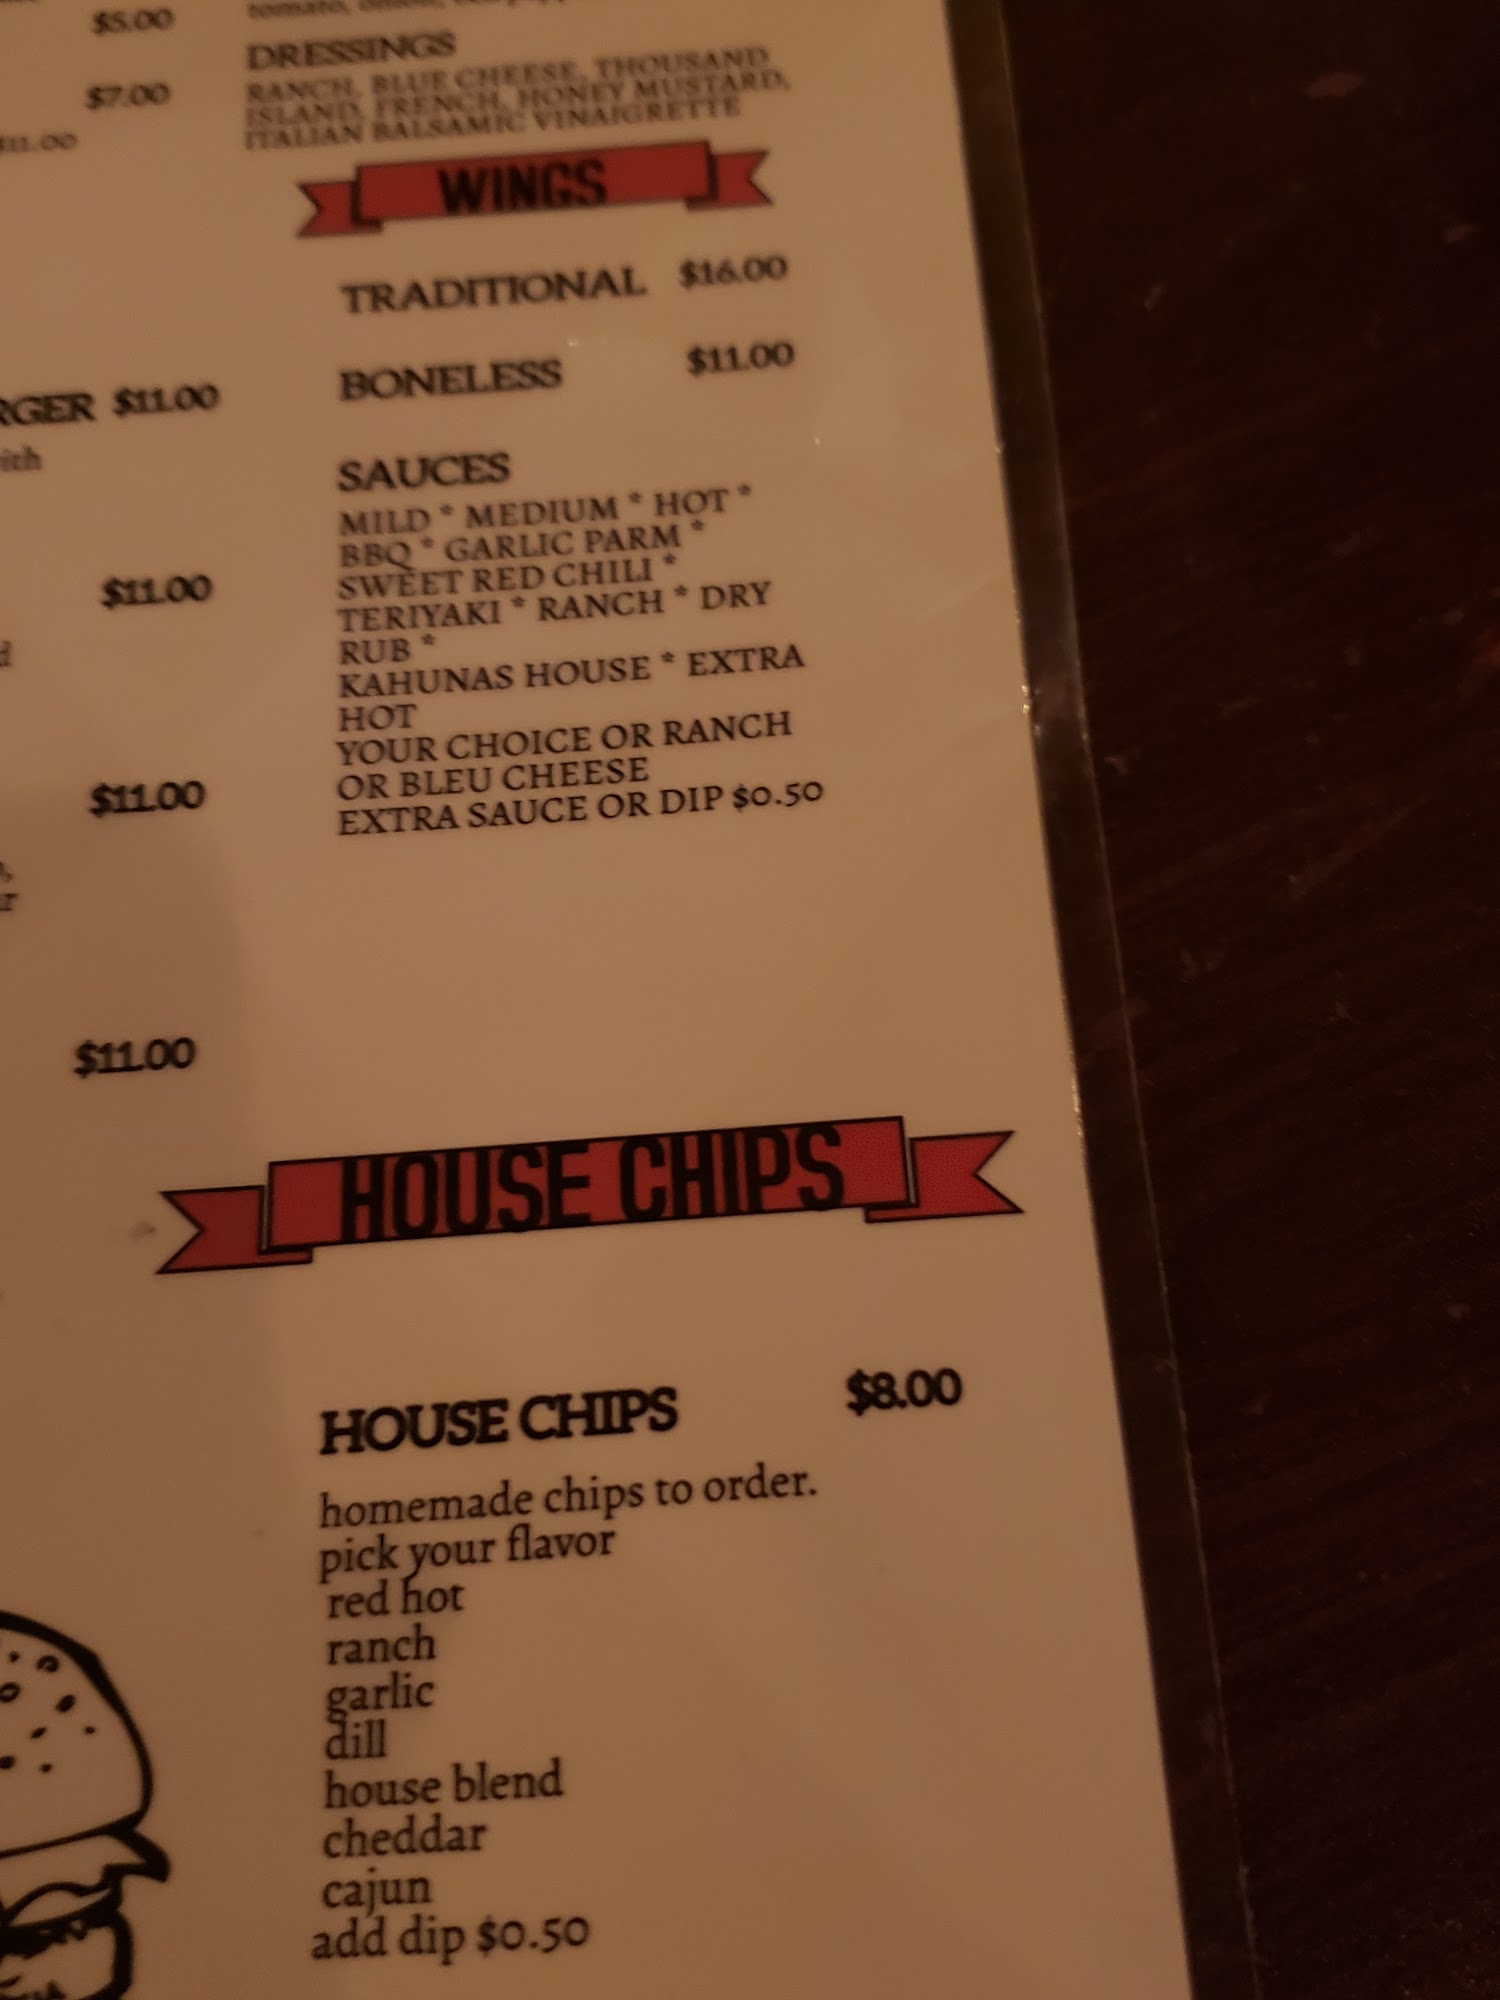 $5.00
$7.00
$11.00
RGER $11.00
ith
$11.00
d
$11.00
r
$11.00
tomato,
DRESSINGS
RANCH, BLUE CHEESE, THOUSAND
ISLAND, FRENCH, HONEY MUSTARD,
ITALIAN BALSAMIC VINAIGRETTE
WINGS
TRADITIONAL $16.00
BONELESS $11.00
SAUCES
MILD * MEDIUM * HOT *
BBQ * GARLIC PARM *
SWEET RED CHILI *
TERIYAKI * RANCH * DRY
RUB *
KAHUNAS HOUSE * EXTRA
HOT
YOUR CHOICE OR RANCH
OR BLEU CHEESE
EXTRA SAUCE OR DIP $0.50
HOUSE CHIPS
HOUSE CHIPS $8.00
homemade chips to order.
pick your flavor
red hot
ranch
garlic
dill
house blend
cheddar
cajun
add dip $0.50